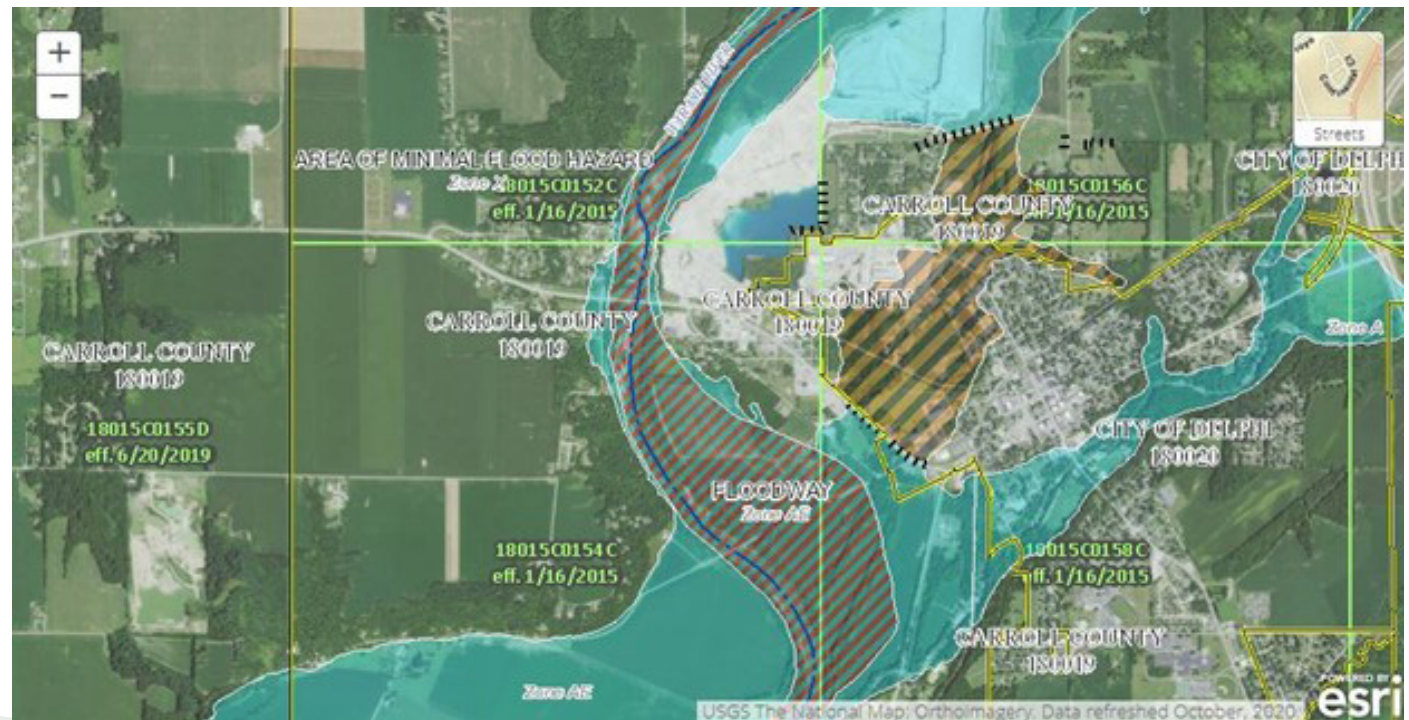 +
−
Streets
WABASH RIVER
AREA OF MINIMAL FLOOD HAZARD
Zone X
18015C0152C
eff. 1/16/2015
18015C0156C
eff. 1/16/2015
CARROLL COUNTY
180019
CITY OF DELPHI
180020
CARROLL COUNTY
180019
CARROLL COUNTY
180019
CARROLL COUNTY
180019
Zone A
18015C0155D
eff. 6/20/2019
CITY OF DELPHI
180020
FLOODWAY
Zone AE
18015C0154C
eff. 1/16/2015
18015C0158C
eff. 1/16/2015
CARROLL COUNTY
180019
Zone AE
POWERED BY
esri
USGS The National Map: Orthoimagery. Data refreshed October, 2020.